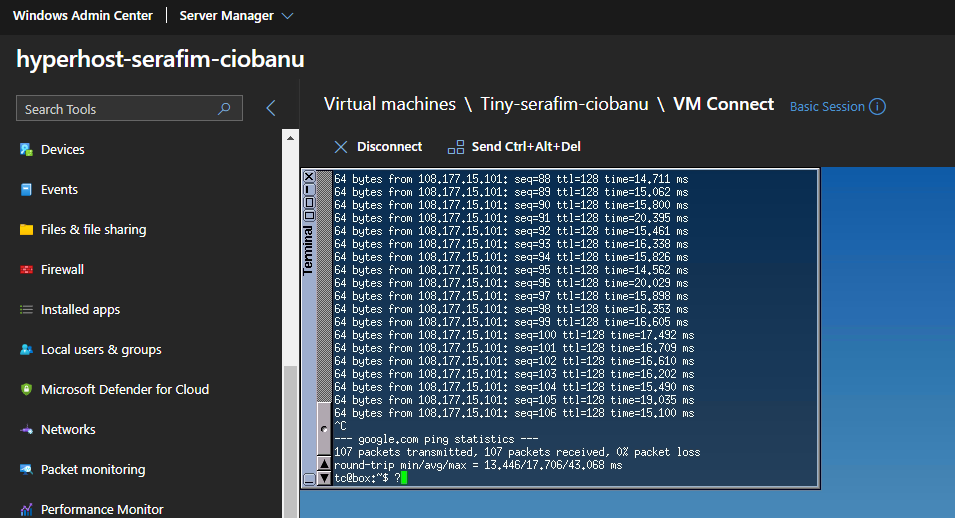 Windows Admin Center Server Manager
hyperhost-serafim-ciobanu
Search Tools
Devices
Events
Files & file sharing
Firewall
Installed apps
Local users & groups
Microsoft Defender for Cloud
Networks
Packet monitoring
Performance Monitor
Virtual machines \ Tiny-serafim-ciobanu \ VM Connect Basic Session
Disconnect Send Ctrl+Alt+Del
Terminal
64 bytes from 108.177.15.101: seq=88 ttl=128 time=14.711 ms
64 bytes from 108.177.15.101: seq=89 ttl=128 time=15.062 ms
64 bytes from 108.177.15.101: seq=90 ttl=128 time=15.800 ms
64 bytes from 108.177.15.101: seq=91 ttl=128 time=20.395 ms
64 bytes from 108.177.15.101: seq=92 ttl=128 time=15.461 ms
64 bytes from 108.177.15.101: seq=93 ttl=128 time=16.338 ms
64 bytes from 108.177.15.101: seq=94 ttl=128 time=15.826 ms
64 bytes from 108.177.15.101: seq=95 ttl=128 time=14.562 ms
64 bytes from 108.177.15.101: seq=96 ttl=128 time=20.029 ms
64 bytes from 108.177.15.101: seq=97 ttl=128 time=15.898 ms
64 bytes from 108.177.15.101: seq=98 ttl=128 time=16.353 ms
64 bytes from 108.177.15.101: seq=99 ttl=128 time=16.605 ms
64 bytes from 108.177.15.101: seq=100 ttl=128 time=17.492 ms
64 bytes from 108.177.15.101: seq=101 ttl=128 time=16.709 ms
64 bytes from 108.177.15.101: seq=102 ttl=128 time=16.610 ms
64 bytes from 108.177.15.101: seq=103 ttl=128 time=16.202 ms
64 bytes from 108.177.15.101: seq=104 ttl=128 time=15.490 ms
64 bytes from 108.177.15.101: seq=105 ttl=128 time=19.035 ms
64 bytes from 108.177.15.101: seq=106 ttl=128 time=15.100 ms
^C
--- google.com ping statistics ---
107 packets transmitted, 107 packets received, 0% packet loss
round-trip min/avg/max = 13.446/17.706/43.068 ms
tc@box:~$ ?